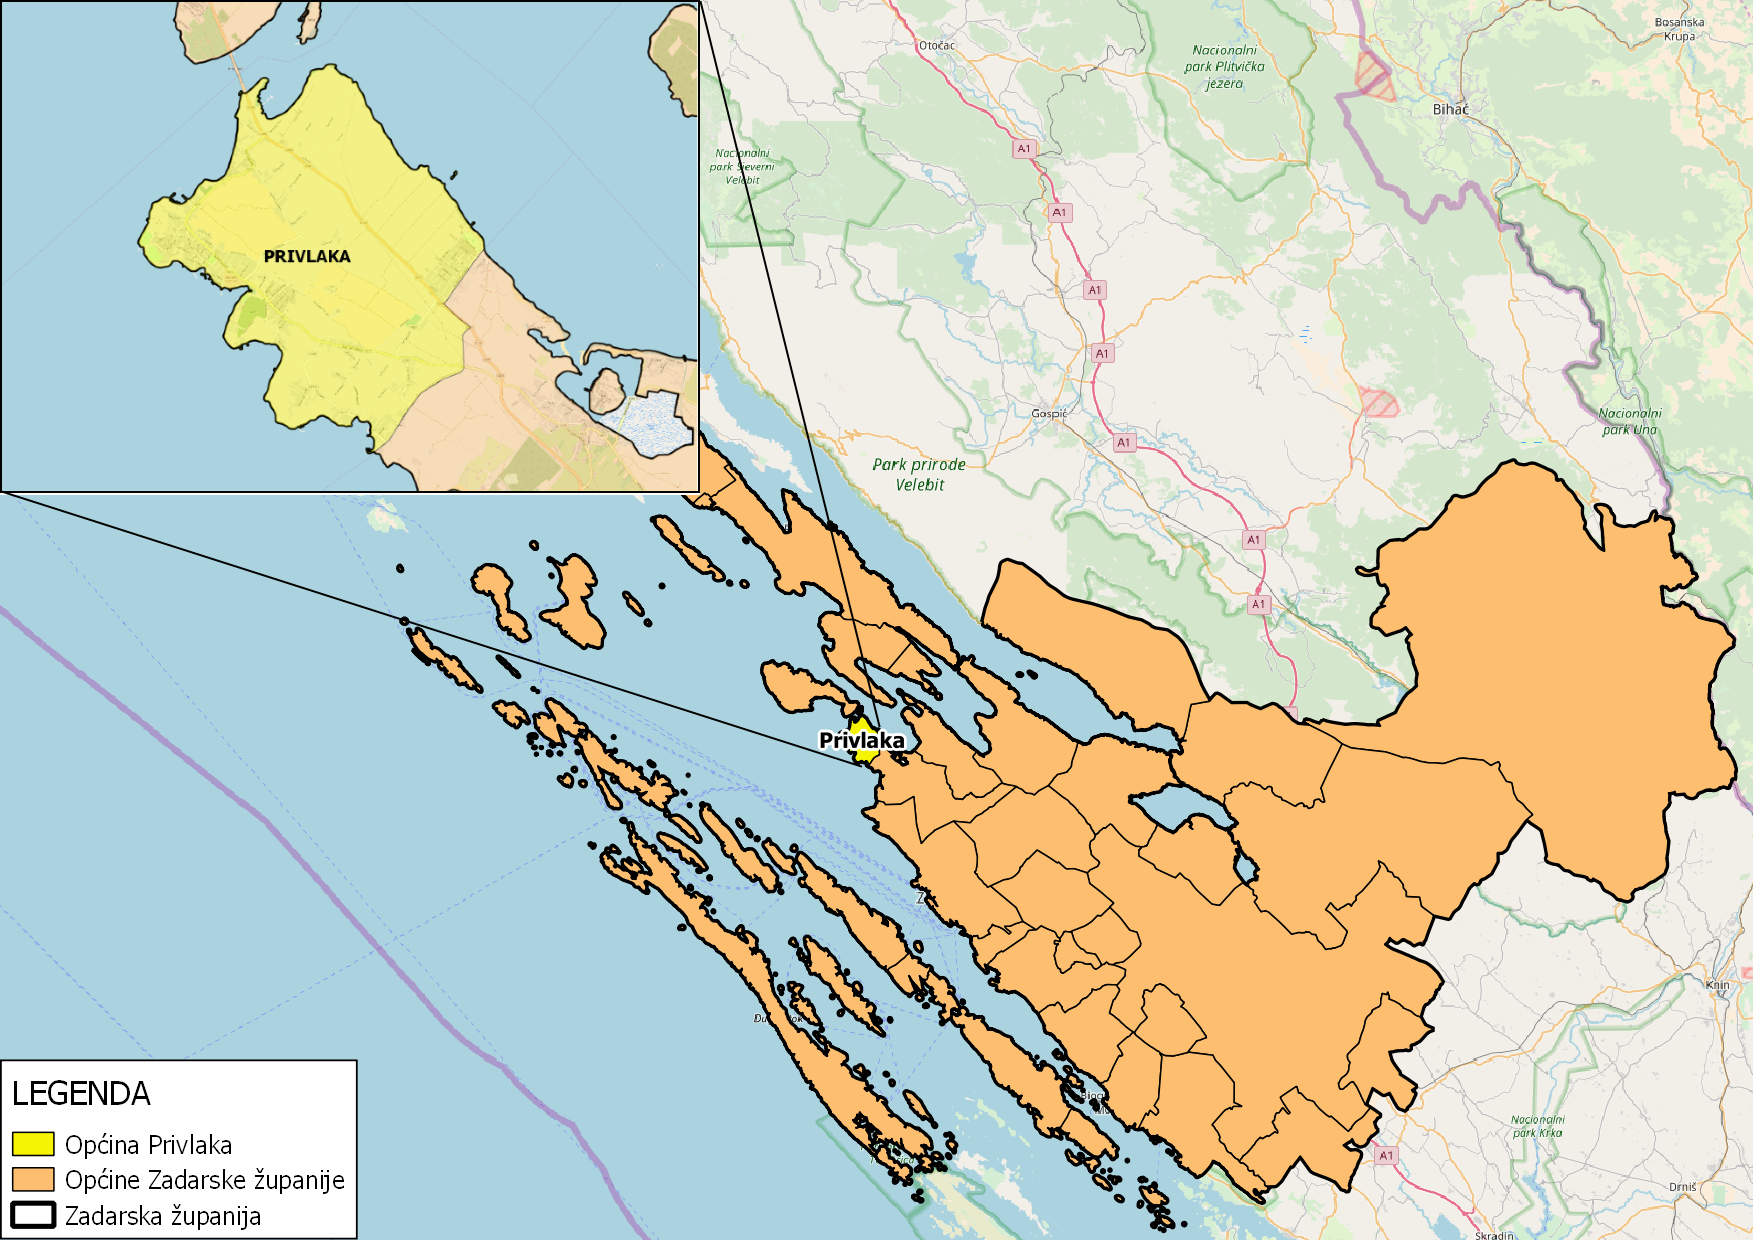 PRIVLAKA
Otočac
Nacionalni
park Plitvička
jezera
Bosanska
Krupa
Bihać
A1
Nacionalni
park Sjeverni
Velebit
A1
A1
A1
Gospić
A1
Nacionalni
park Una
Park prirode
Velebit
A1
A1
Privlaka
Knin
Nacionalni
park Krka
A1
Drniš
Skradin
LEGENDA
Općina Privlaka
Općine Zadarske županije
Zadarska županija